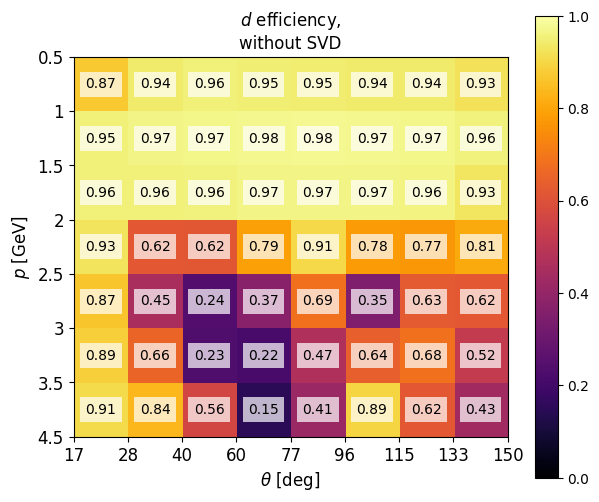 d efficiency,
without SVD
0.5
0.87 0.94 0.96 0.95 0.95 0.94 0.94 0.93
1
0.95 0.97 0.97 0.98 0.98 0.97 0.97 0.96
1.5
0.96 0.96 0.96 0.97 0.97 0.97 0.96 0.93
2
0.93 0.62 0.62 0.79 0.91 0.78 0.77 0.81
2.5
0.87 0.45 0.24 0.37 0.69 0.35 0.63 0.62
3
0.89 0.66 0.23 0.22 0.47 0.64 0.68 0.52
3.5
0.91 0.84 0.56 0.15 0.41 0.89 0.62 0.43
4.5
p [GeV]
17 28 40 60 77 96 115 133 150
θ [deg]
1.0
0.8
0.6
0.4
0.2
0.0